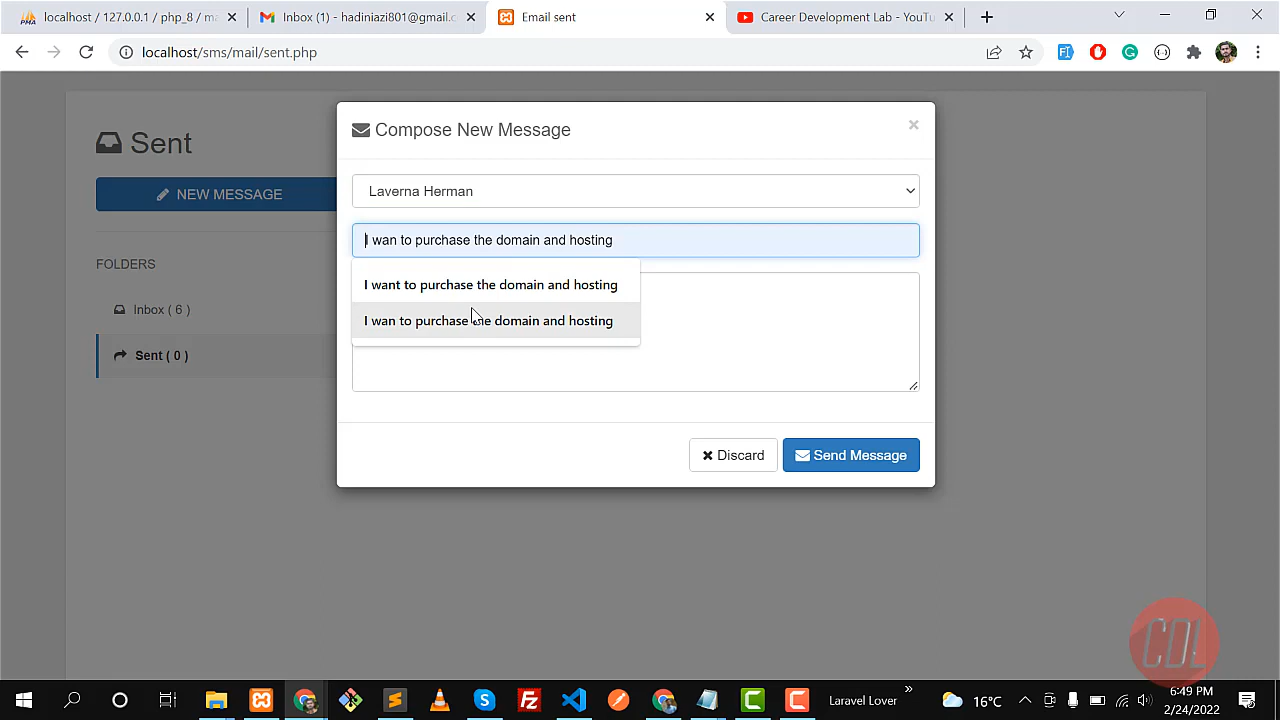 localhost / 127.0.0.1 / php_8 / ma
Inbox (1) - hadiniazi801@gmail.c
Email sent
Career Development Lab - YouTu
localhost/sms/mail/sent.php
Sent
NEW MESSAGE
FOLDERS
Inbox ( 6 )
Sent ( 0 )
Compose New Message
Laverna Herman
I wan to purchase the domain and hosting
I want to purchase the domain and hosting
I wan to purchase the domain and hosting
Discard
Send Message
CDL
Laravel Lover
16°C
6:49 PM
2/24/2022